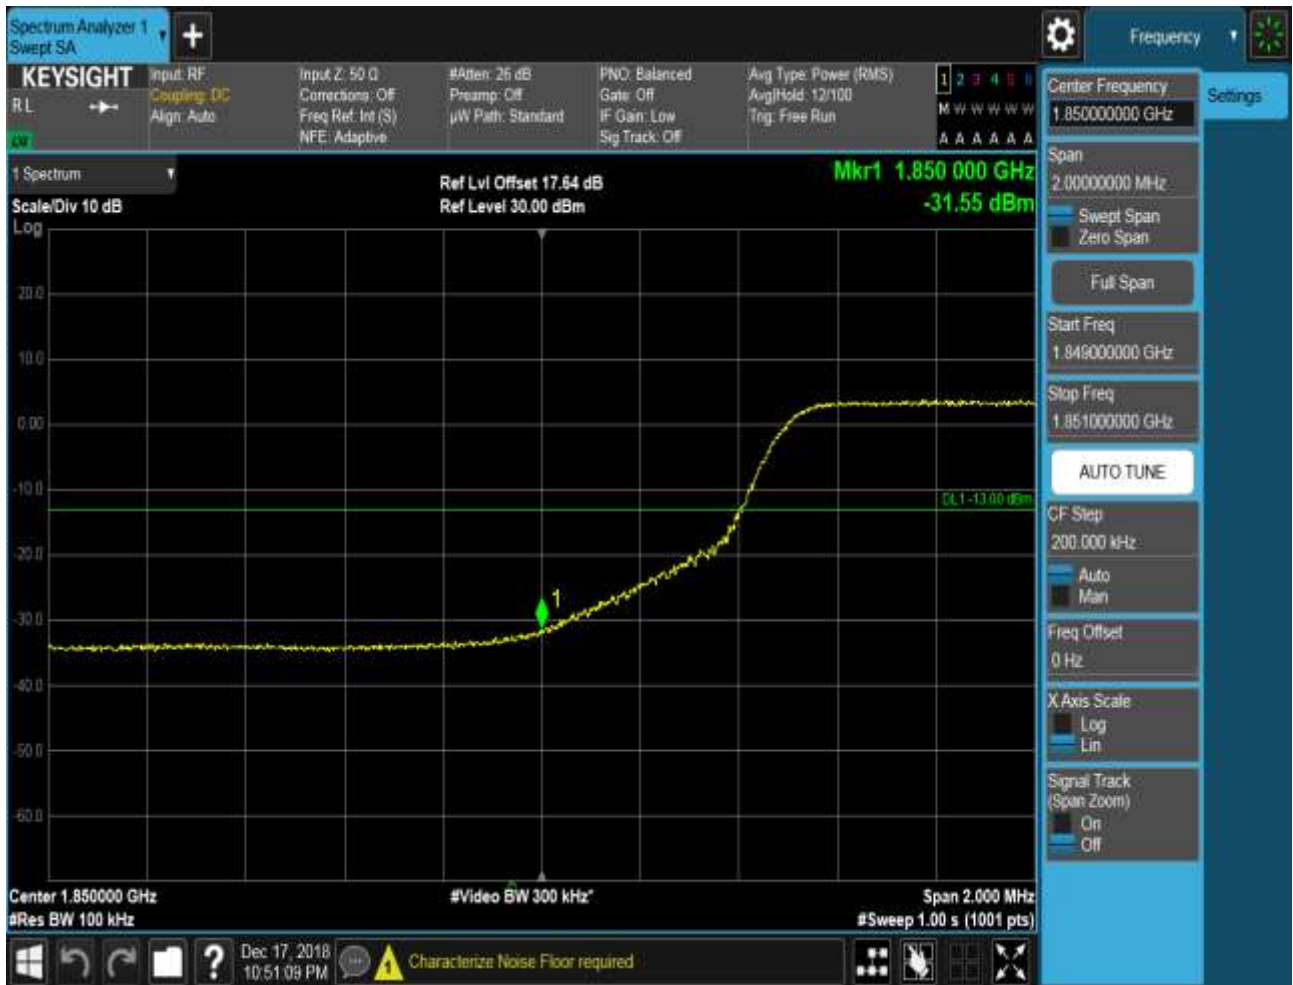 Spectrum Analyzer 1
Swept SA
Frequency
KEYSIGHT
R L
Input: RF
Coupling: DC
Align: Auto
Input Z: 50 Ω
Corrections: Off
Freq Ref: Int (S)
NFE: Adaptive
#Atten: 26 dB
Preamp: Off
µW Path: Standard
PNO: Balanced
Gate: Off
IF Gain: Low
Sig Track: Off
Avg Type: Power (RMS)
Avg|Hold: 12/100
Trig: Free Run
1 2 3 4 5 6
M W W W W W
A A A A A A
1 Spectrum
Scale/Div 10 dB
Log
Ref Lvl Offset 17.64 dB
Ref Level 30.00 dBm
Mkr1 1.850 000 GHz
-31.55 dBm
20.0
10.0
0.00
-10.0
-20.0
-30.0
-40.0
-50.0
-60.0
DL1 -13.00 dBm
1
Center 1.850000 GHz
#Res BW 100 kHz
#Video BW 300 kHz*
Span 2.000 MHz
#Sweep 1.00 s (1001 pts)
Center Frequency
1.850000000 GHz
Settings
Span
2.00000000 MHz
Swept Span
Zero Span
Full Span
Start Freq
1.849000000 GHz
Stop Freq
1.851000000 GHz
AUTO TUNE
CF Step
200.000 kHz
Auto
Man
Freq Offset
0 Hz
X Axis Scale
Log
Lin
Signal Track
(Span Zoom)
On
Off
?
Dec 17, 2018
10:51:09 PM
1
Characterize Noise Floor required